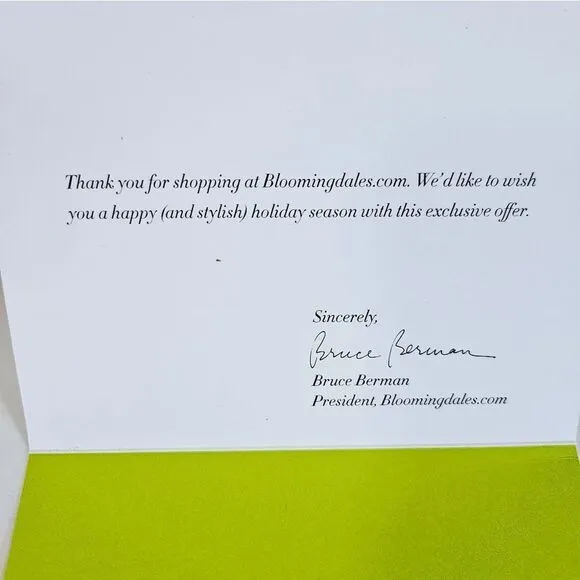 Thank you for shopping at Bloomingdales.com. We'd like to wish
you a happy (and stylish) holiday season with this exclusive offer.
Sincerely,
Bruce Berman
Bruce Berman
President, Bloomingdales.com